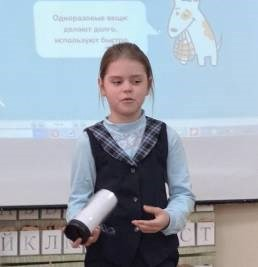 Одноразовые вещи:
делают долго,
используют быстро
Й К Л
С Т